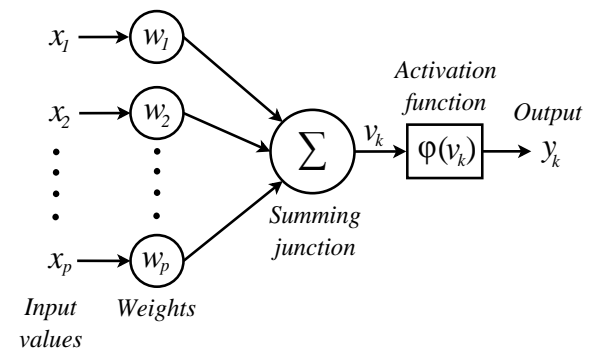 x₁ w₁
Activation
function
Output
x₂ w₂
Σ
vₖ
φ(vₖ)
yₖ
Summing
junction
xₚ wₚ
Input
values
Weights